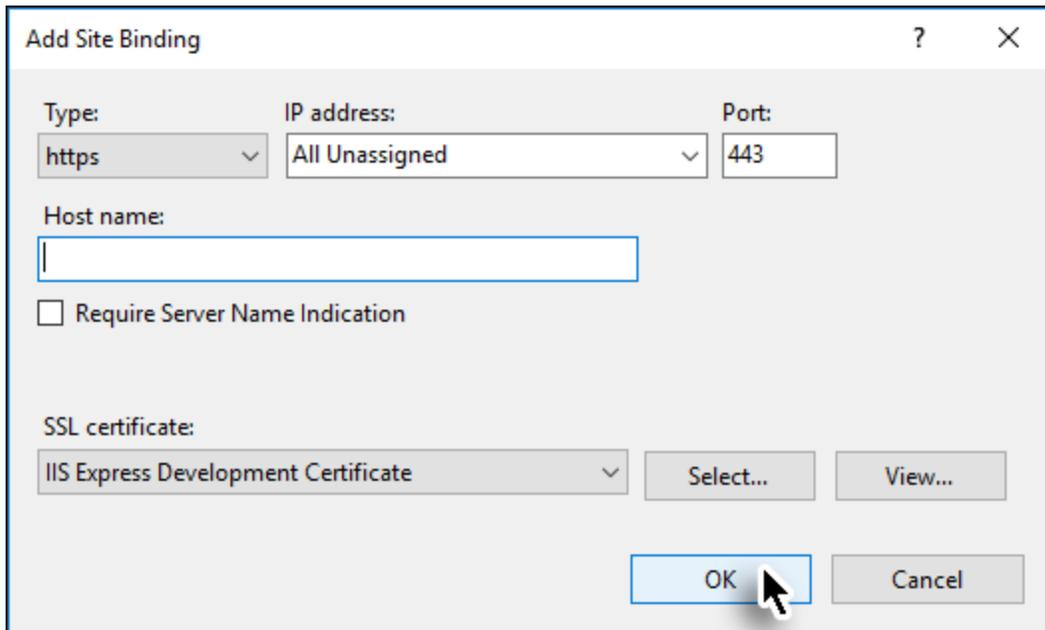 Add Site Binding ?
Type: IP address: Port:
https All Unassigned 443
Host name:
Require Server Name Indication
SSL certificate:
IIS Express Development Certificate Select... View...
OK Cancel